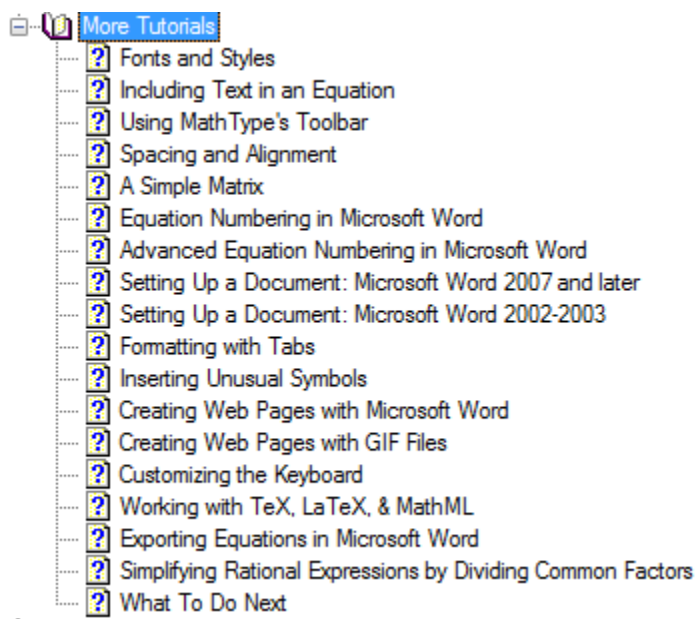 More Tutorials
Fonts and Styles
Including Text in an Equation
Using MathType's Toolbar
Spacing and Alignment
A Simple Matrix
Equation Numbering in Microsoft Word
Advanced Equation Numbering in Microsoft Word
Setting Up a Document: Microsoft Word 2007 and later
Setting Up a Document: Microsoft Word 2002-2003
Formatting with Tabs
Inserting Unusual Symbols
Creating Web Pages with Microsoft Word
Creating Web Pages with GIF Files
Customizing the Keyboard
Working with TeX, LaTeX, & MathML
Exporting Equations in Microsoft Word
Simplifying Rational Expressions by Dividing Common Factors
What To Do Next